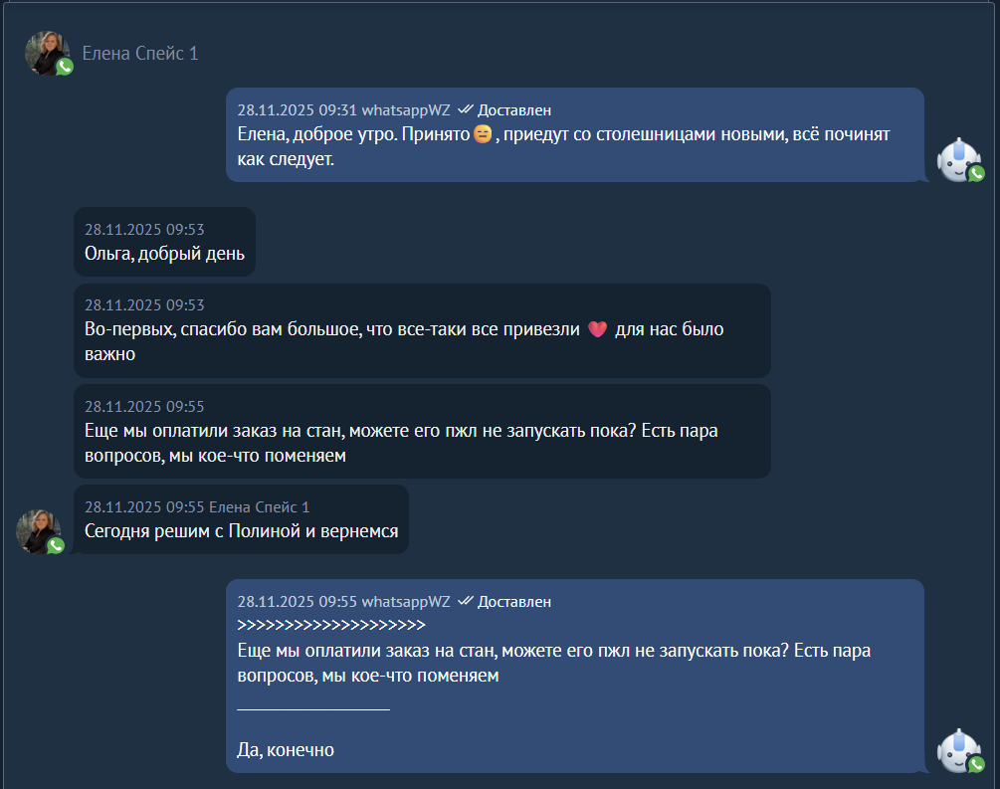 Елена Спейс 1
28.11.2025 09:31 whatsappWZ Доставлен
Елена, доброе утро. Принято😑, приедут со столешницами новыми, всё починят
как следует.
28.11.2025 09:53
Ольга, добрый день
28.11.2025 09:53
Во-первых, спасибо вам большое, что все-таки все привезли ❤️ для нас было
важно
28.11.2025 09:55
Еще мы оплатили заказ на стан, можете его пжл не запускать пока? Есть пара
вопросов, мы кое-что поменяем
28.11.2025 09:55 Елена Спейс 1
Сегодня решим с Полиной и вернемся
28.11.2025 09:55 whatsappWZ Доставлен
>>>>>>>>>>>>>>>>>>>>
Еще мы оплатили заказ на стан, можете его пжл не запускать пока? Есть пара
вопросов, мы кое-что поменяем
____________________
Да, конечно